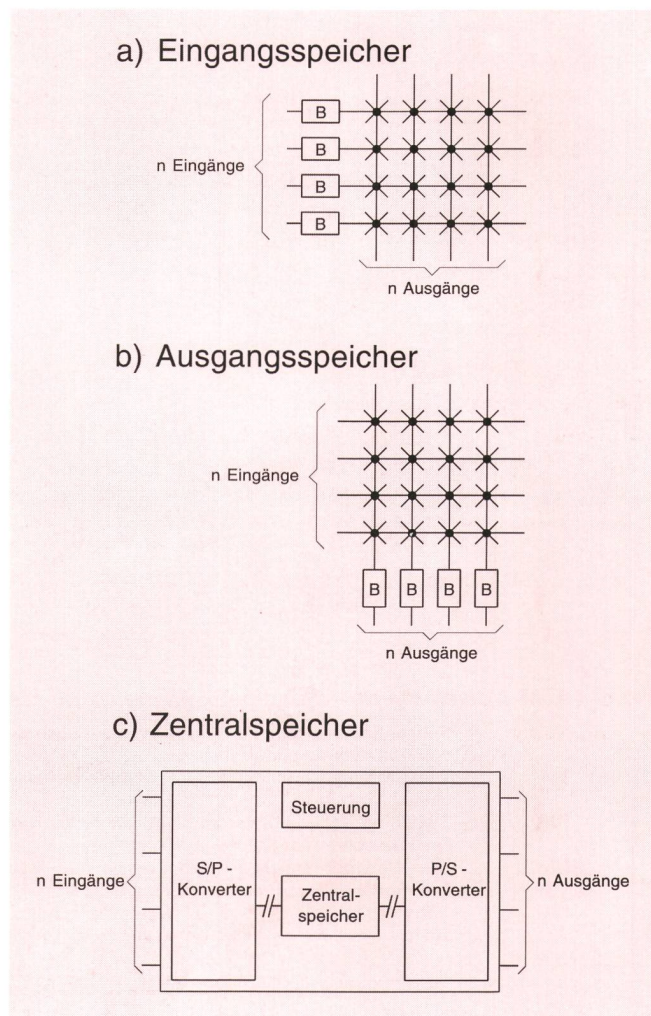 a) Eingangsspeicher
B
B
n Eingänge
B
B
n Ausgänge
b) Ausgangsspeicher
n Eingänge
B B B B
n Ausgänge
c) Zentralspeicher
Steuerung
n Eingänge
S/P -
Konverter
Zentral-
speicher
P/S -
Konverter
n Ausgänge